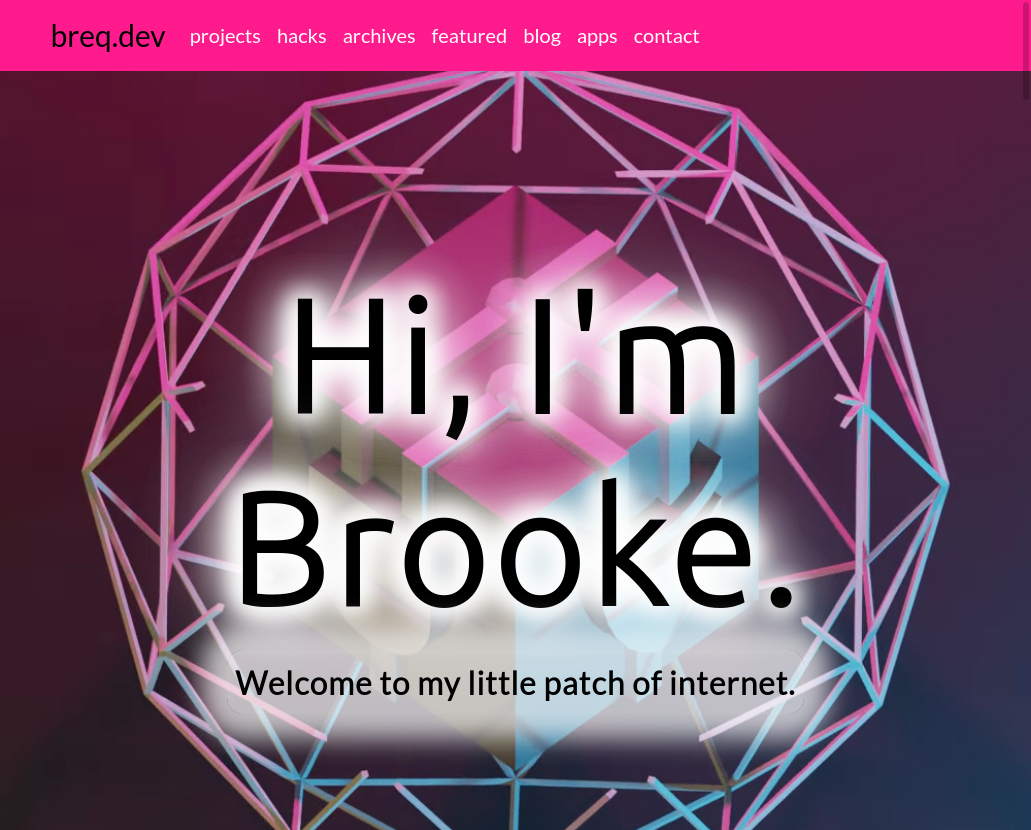 breq.dev projects hacks archives featured blog apps contact
Hi, I'm
Brooke.
Welcome to my little patch of internet.